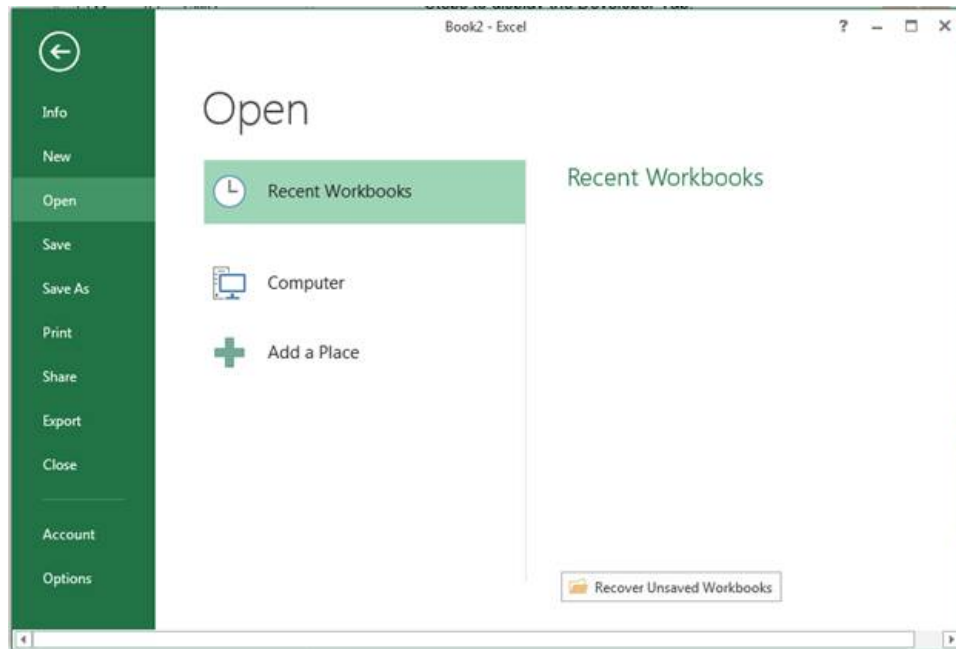 Book2 - Excel
?
Info
New
Open
Save
Save As
Print
Share
Export
Close
Account
Options
Open
Recent Workbooks
Computer
Add a Place
Recent Workbooks
Recover Unsaved Workbooks